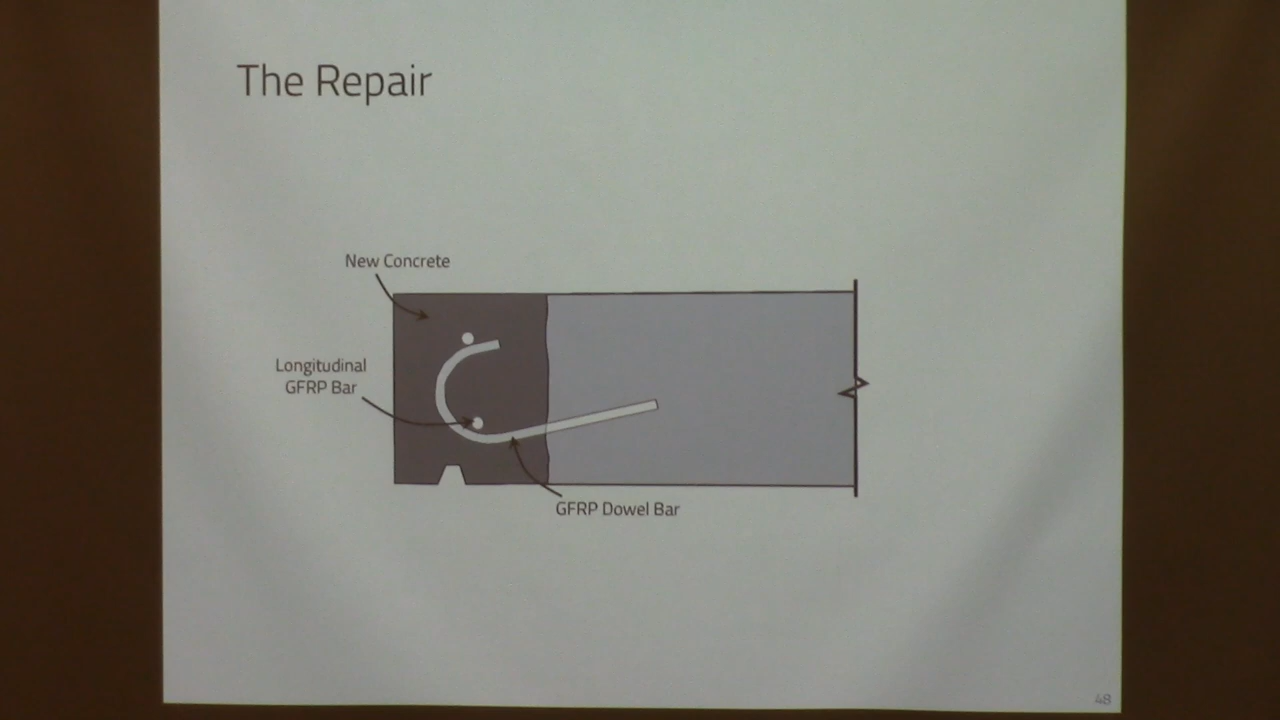 The Repair
New Concrete
Longitudinal
GFRP Bar
GFRP Dowel Bar
48